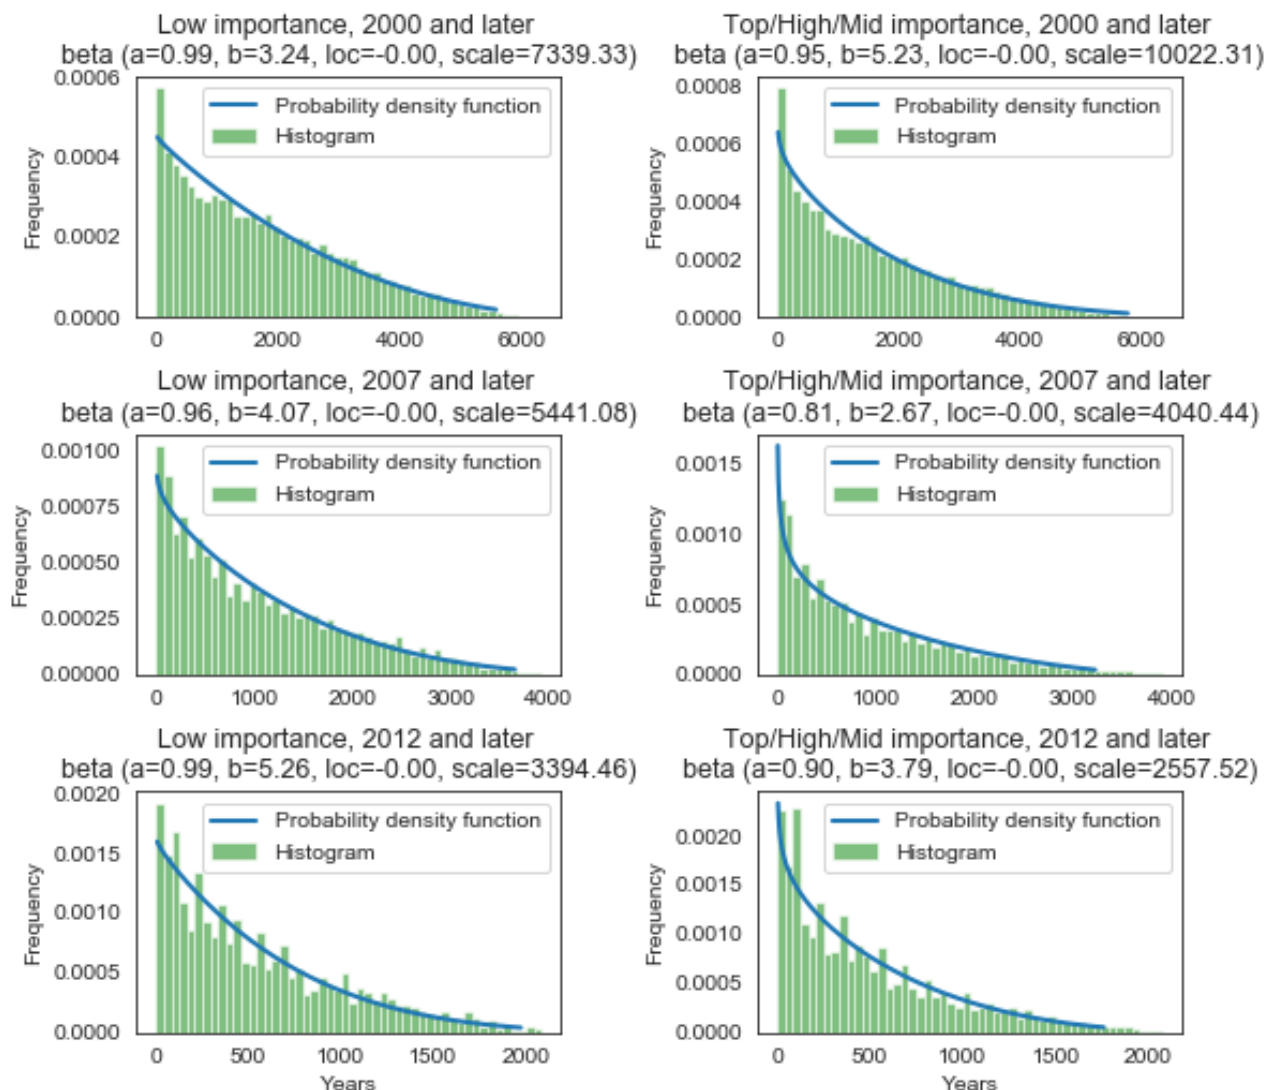 Low importance, 2000 and later
beta (a=0.99, b=3.24, loc=-0.00, scale=7339.33)
0.0006
0.0004
0.0002
0.0000
Frequency
Probability density function
Histogram
0
2000
4000
6000
Top/High/Mid importance, 2000 and later
beta (a=0.95, b=5.23, loc=-0.00, scale=10022.31)
0.0008
0.0006
0.0004
0.0002
0.0000
Frequency
Probability density function
Histogram
0
2000
4000
6000
Low importance, 2007 and later
beta (a=0.96, b=4.07, loc=-0.00, scale=5441.08)
0.00100
0.00075
0.00050
0.00025
0.00000
Frequency
Probability density function
Histogram
0
1000
2000
3000
4000
Top/High/Mid importance, 2007 and later
beta (a=0.81, b=2.67, loc=-0.00, scale=4040.44)
0.0015
0.0010
0.0005
0.0000
Frequency
Probability density function
Histogram
0
1000
2000
3000
4000
Low importance, 2012 and later
beta (a=0.99, b=5.26, loc=-0.00, scale=3394.46)
0.0020
0.0015
0.0010
0.0005
0.0000
Frequency
Probability density function
Histogram
0
500
1000
1500
2000
Years
Top/High/Mid importance, 2012 and later
beta (a=0.90, b=3.79, loc=-0.00, scale=2557.52)
0.0020
0.0015
0.0010
0.0005
0.0000
Frequency
Probability density function
Histogram
0
500
1000
1500
2000
Years